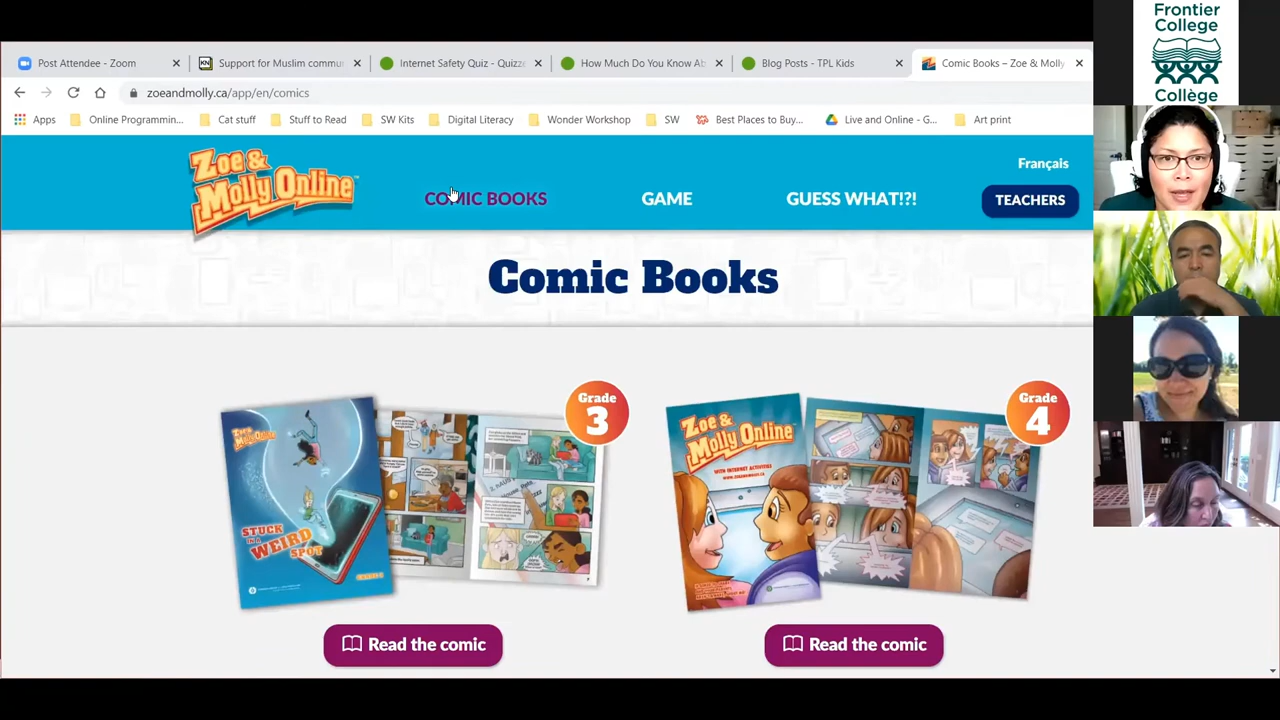 Frontier
College
Collège
Post Attendee - Zoom
Support for Muslim commu
Internet Safety Quiz - Quizze
How Much Do You Know Ab
Blog Posts - TPL Kids
Comic Books – Zoe & Molly
zoeandmolly.ca/app/en/comics
Apps
Online Programmin...
Cat stuff
Stuff to Read
SW Kits
Digital Literacy
Wonder Workshop
SW
Best Places to Buy...
Live and Online - G...
Art print
Zoe &
Molly Online
COMIC BOOKS
GAME
GUESS WHAT!?!
Français
TEACHERS
Comic Books
Grade
3
Grade
4
STUCK
IN A
WEIRD
SPOT
Zoe &
Molly Online
WITH INTERNET ACTIVITIES
Read the comic
Read the comic